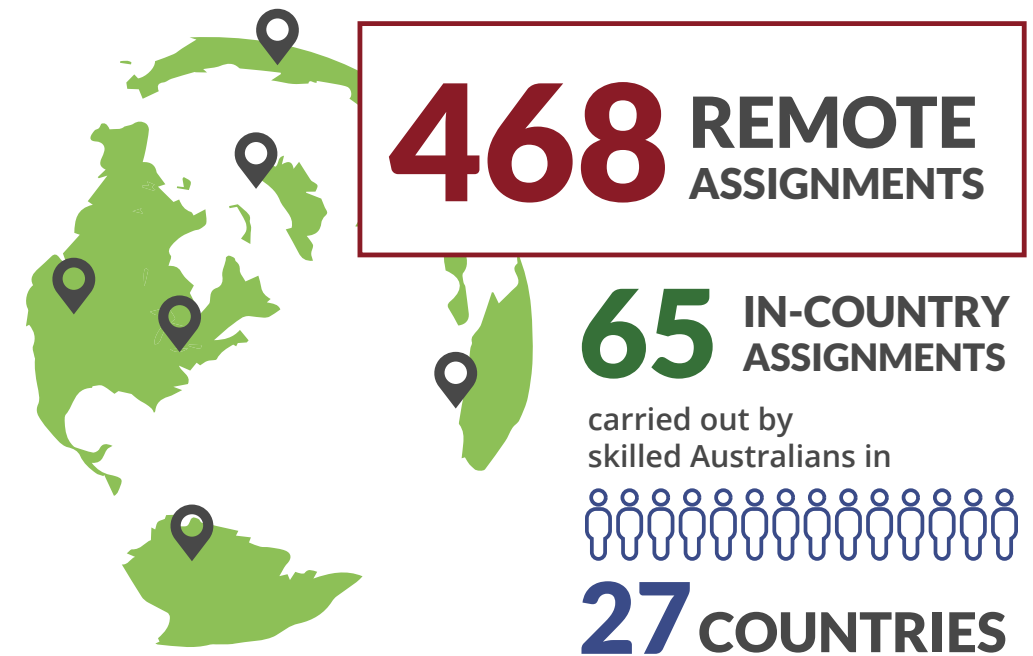 468 REMOTE
ASSIGNMENTS
65 IN-COUNTRY
ASSIGNMENTS
carried out by
skilled Australians in
27 COUNTRIES